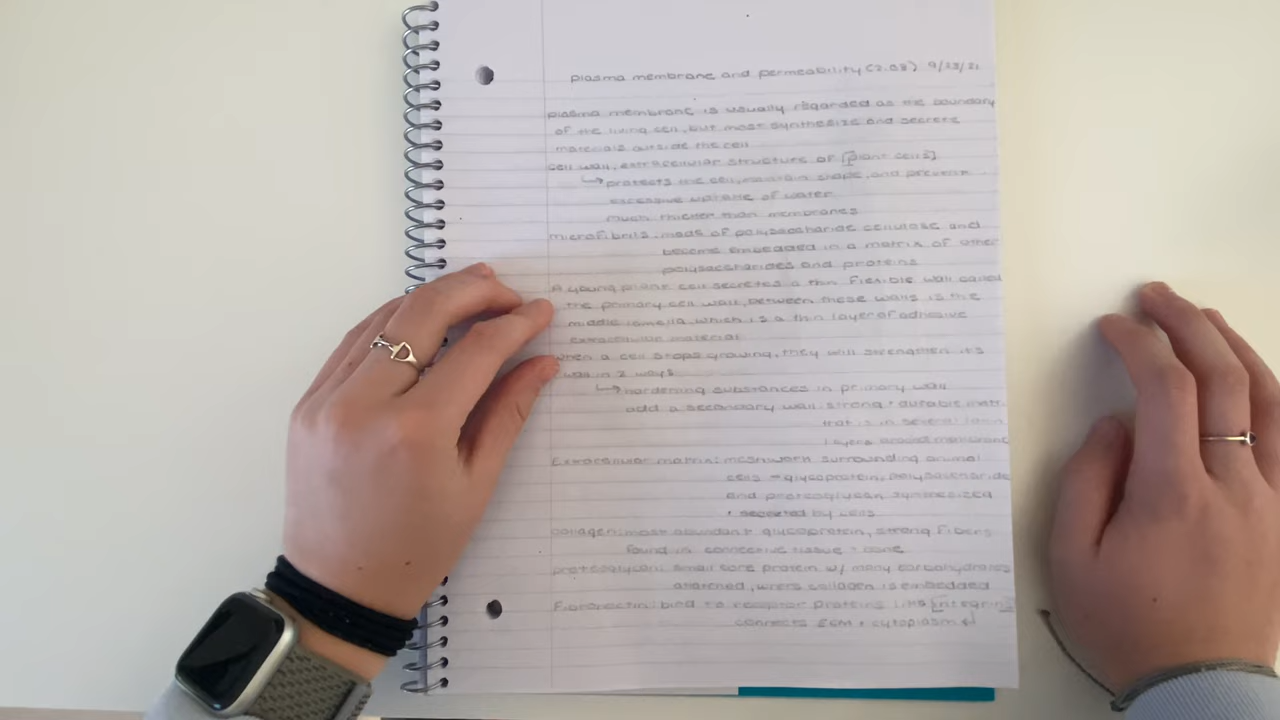 plasma membrane and permeability (2.08) 9/23/21
plasma membrane is usually regarded as the boundary
of the living cell, but most synthesize and secrete
materials outside the cell
cell wall, extracellular structure of [plant cells]
↳ protects the cell, maintain shape, and prevents
excessive uptake of water
much thicker than membranes
microfibrils, made of polysaccharide cellulose and
become embedded in a matrix of other
polysaccharides and proteins
A young plant cell secretes a thin flexible wall called
the primary cell wall, between these walls is the
middle lamella, which is a thin layer of adhesive
extracellular material
when a cell stops growing, they will strengthen its
wall in 2 ways
↳ hardening substances in primary wall
add a secondary wall: strong + durable matr
that is in several
layers around membrane
Extracellular matrix: meshwork surrounding animal
cells → glycoprotein, polysaccharide
and proteoglycan synthesized
+ secreted by cells
collagen: most abundant glycoprotein, strong fibers
found in connective tissue + bone
proteoglycan: small core protein w/ many carbohydrates
attached, where collagen is embedded
Fibronectin: bind to receptor proteins like [integrins
connects ECM + cytoplasm